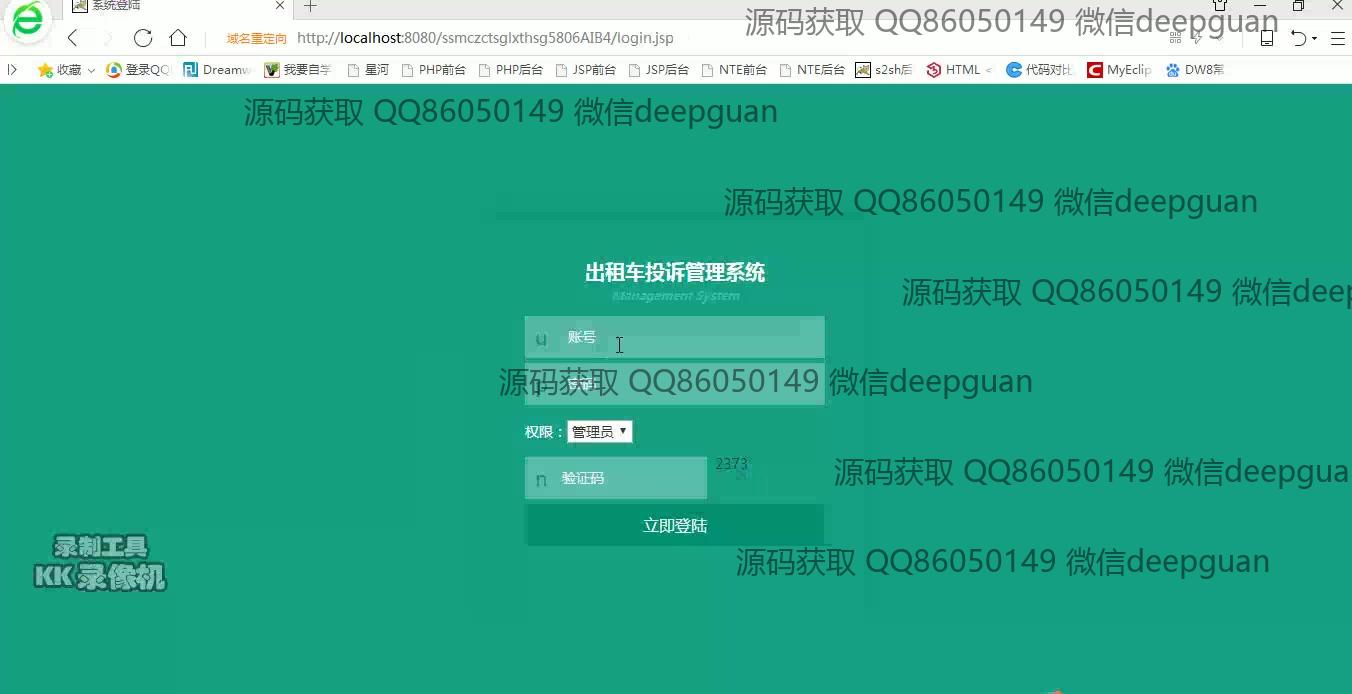 系统登陆
源码获取 QQ86050149 微信deepguan
域名重定向 http://localhost:8080/ssmczctsglxthsg5806AIB4/login.jsp
收藏 登录QQ Dreamw 我要自学 星河 PHP前台 PHP后台 JSP前台 JSP后台 NTE前台 NTE后台 s2sh后 HTML < 代码对比 MyEclip DW8常
源码获取 QQ86050149 微信deepguan
源码获取 QQ86050149 微信deepguan
出租车投诉管理系统
Management System
源码获取 QQ86050149 微信deep
u 账号
源码获取 QQ86050149 微信deepguan
权限：管理员
2373
n 验证码
源码获取 QQ86050149 微信deepgua
立即登陆
录制工具
KK录像机
源码获取 QQ86050149 微信deepguan